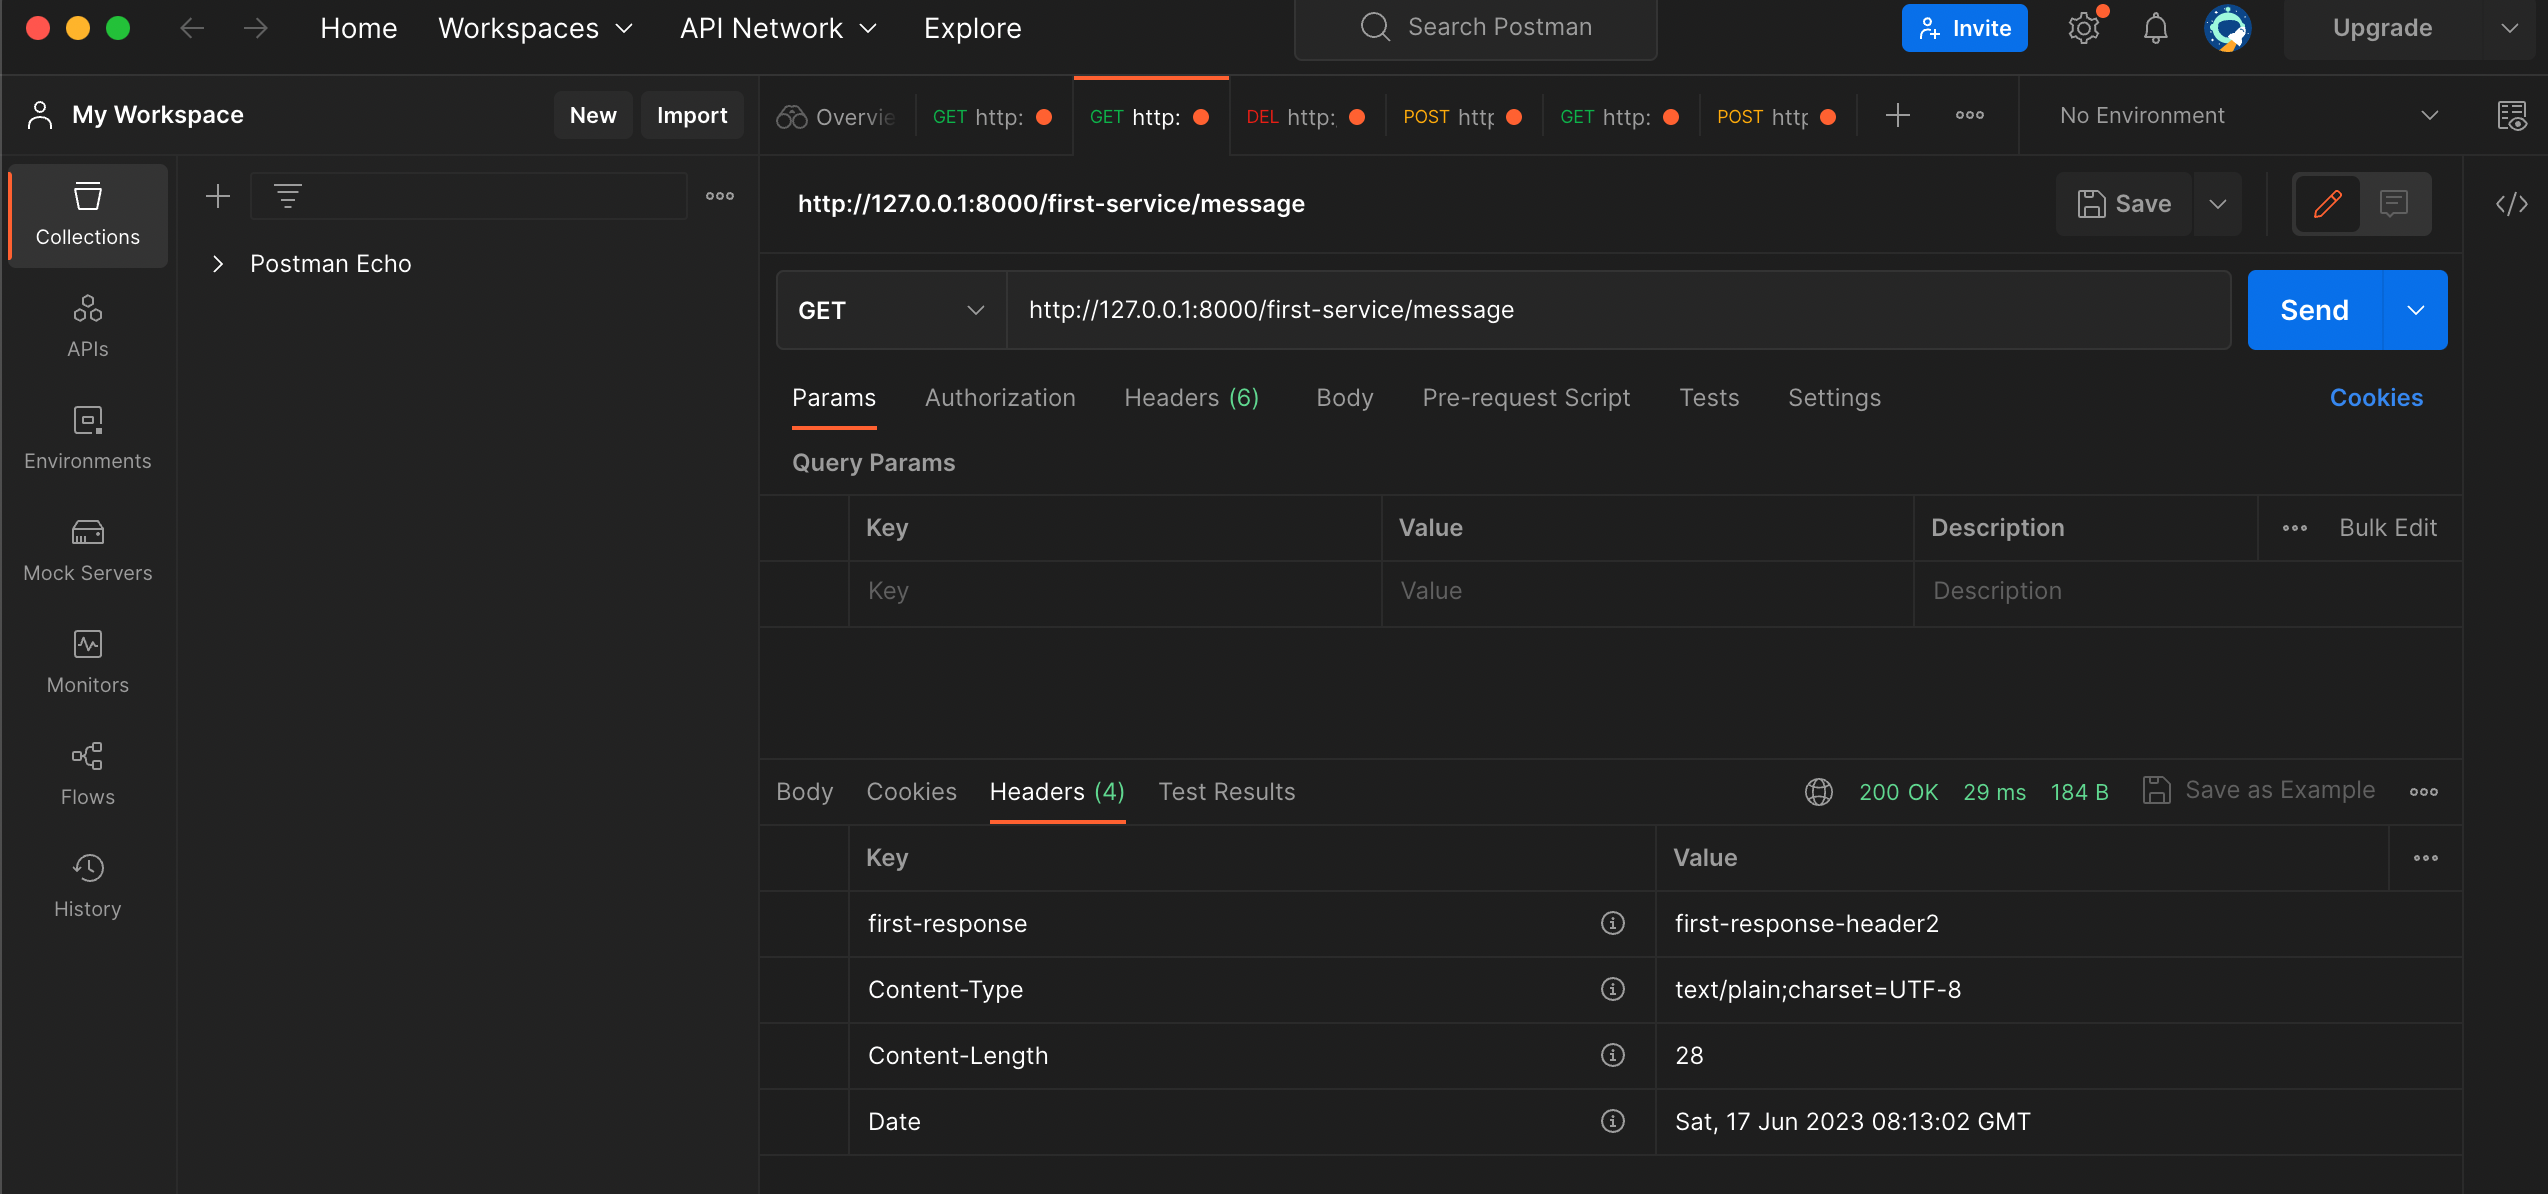 Home Workspaces API Network Explore Search Postman Invite Upgrade
My Workspace New Import Overvie GET http: GET http: DEL http: POST http GET http: POST http No Environment
Collections
APIs
Environments
Mock Servers
Monitors
Flows
History
Postman Echo
http://127.0.0.1:8000/first-service/message Save
GET http://127.0.0.1:8000/first-service/message Send
Params Authorization Headers (6) Body Pre-request Script Tests Settings Cookies
Query Params
Key Value Description Bulk Edit
Key Value Description
Body Cookies Headers (4) Test Results 200 OK 29 ms 184 B Save as Example
Key Value
first-response first-response-header2
Content-Type text/plain;charset=UTF-8
Content-Length 28
Date Sat, 17 Jun 2023 08:13:02 GMT